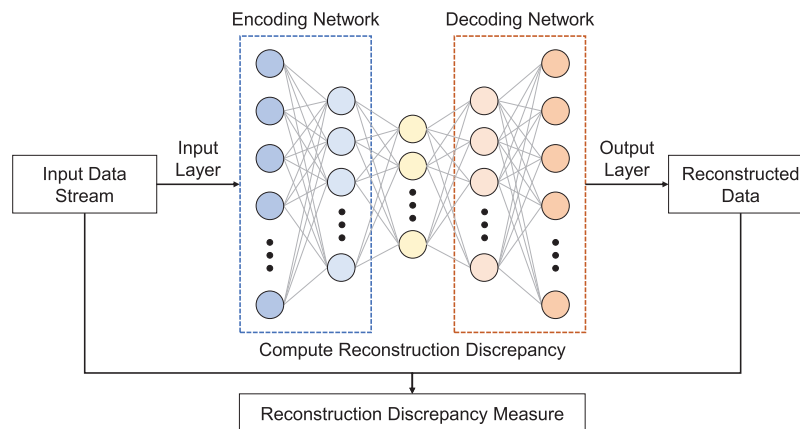 Encoding Network
Decoding Network
Input
Layer
Output
Layer
Input Data
Stream
Reconstructed
Data
Compute Reconstruction Discrepancy
Reconstruction Discrepancy Measure